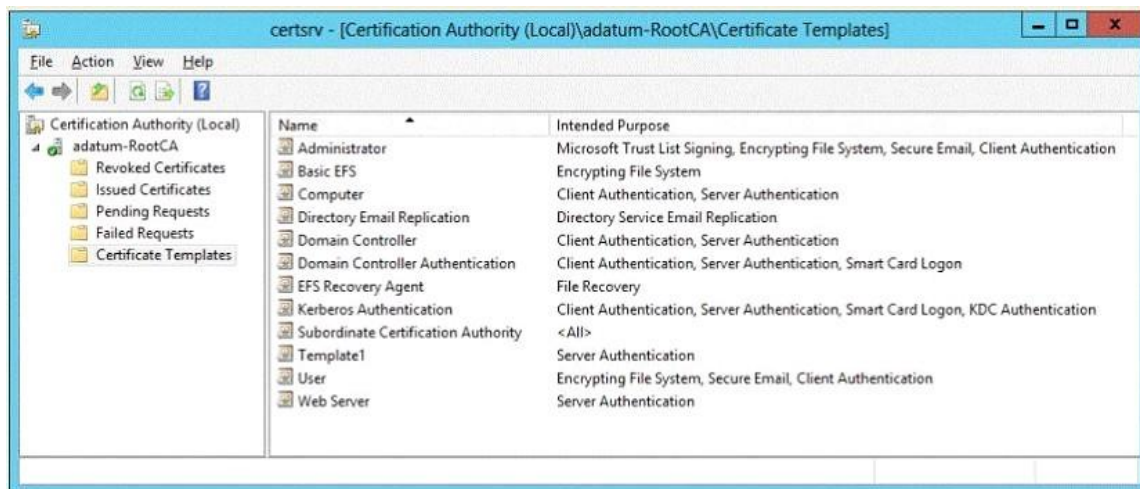 certsrv - [Certification Authority (Local)\adatum-RootCA\Certificate Templates]
File Action View Help
Certification Authority (Local)
adatum-RootCA
Revoked Certificates
Issued Certificates
Pending Requests
Failed Requests
Certificate Templates
Name Intended Purpose
Administrator Microsoft Trust List Signing, Encrypting File System, Secure Email, Client Authentication
Basic EFS Encrypting File System
Computer Client Authentication, Server Authentication
Directory Email Replication Directory Service Email Replication
Domain Controller Client Authentication, Server Authentication
Domain Controller Authentication Client Authentication, Server Authentication, Smart Card Logon
EFS Recovery Agent File Recovery
Kerberos Authentication Client Authentication, Server Authentication, Smart Card Logon, KDC Authentication
Subordinate Certification Authority <All>
Template1 Server Authentication
User Encrypting File System, Secure Email, Client Authentication
Web Server Server Authentication